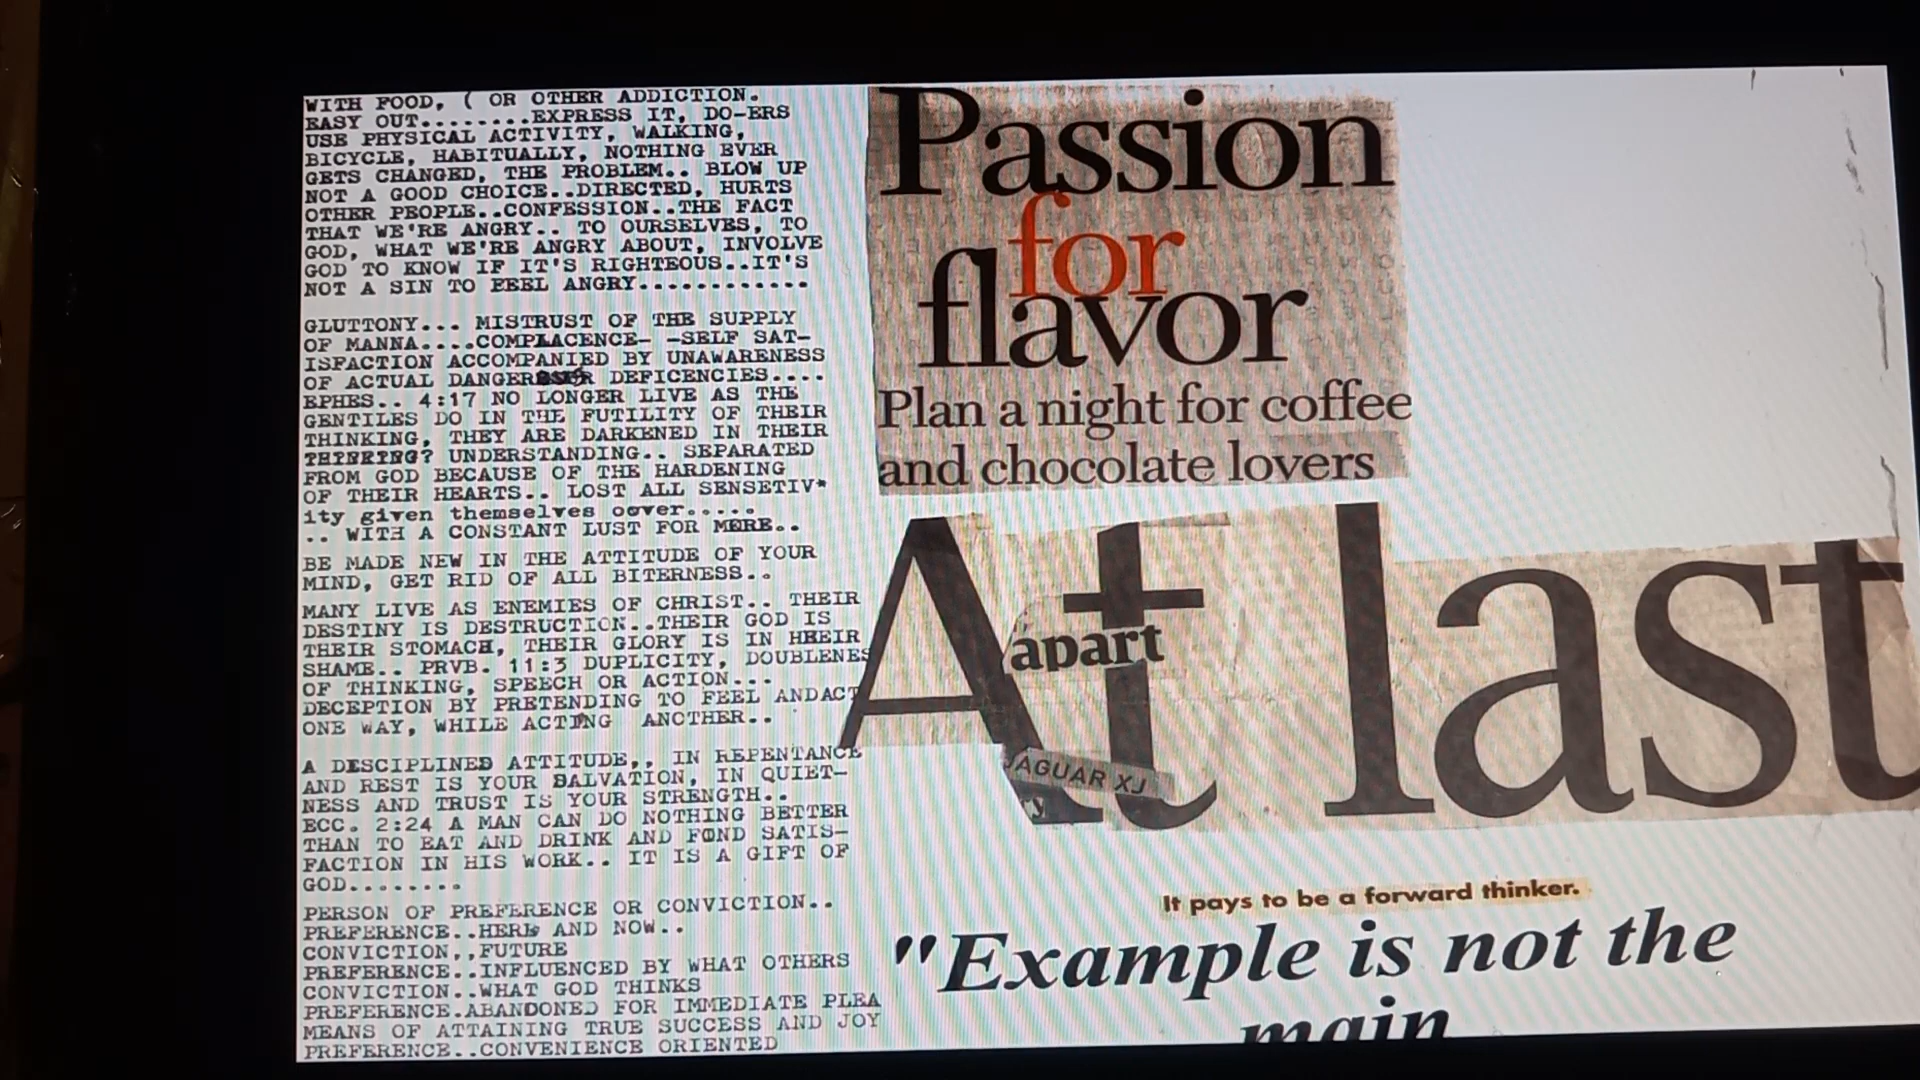 WITH FOOD, ( OR OTHER ADDICTION.
EASY OUT........EXPRESS IT, DO-ERS
USE PHYSICAL ACTIVITY, WALKING,
BICYCLE, HABITUALLY, NOTHING EVER
GETS CHANGED, THE PROBLEM.. BLOW UP
NOT A GOOD CHOICE..DIRECTED, HURTS
OTHER PEOPLE..CONFESSION..THE FACT
THAT WE'RE ANGRY.. TO OURSELVES, TO
GOD, WHAT WE'RE ANGRY ABOUT, INVOLVE
GOD TO KNOW IF IT'S RIGHTEOUS..IT'S
NOT A SIN TO FEEL ANGRY............
GLUTTONY... MISTRUST OF THE SUPPLY
OF MANNA....COMPLACENCE- -SELF SAT-
ISFACTION ACCOMPANIED BY UNAWARENESS
OF ACTUAL DANGER DEFICENCIES....
EPHES.. 4:17 NO LONGER LIVE AS THE
GENTILES DO IN THE FUTILITY OF THEIR
THINKING, THEY ARE DARKENED IN THEIR
THINKING? UNDERSTANDING.. SEPARATED
FROM GOD BECAUSE OF THE HARDENING
OF THEIR HEARTS.. LOST ALL SENSETIV*
ity given themselves oover.....
.. WITH A CONSTANT LUST FOR MORE..
BE MADE NEW IN THE ATTITUDE OF YOUR
MIND, GET RID OF ALL BITERNESS..
MANY LIVE AS ENEMIES OF CHRIST.. THEIR
DESTINY IS DESTRUCTION..THEIR GOD IS
THEIR STOMACH, THEIR GLORY IS IN HHEIR
SHAME.. PRVB. 11:3 DUPLICITY, DOUBLENES
OF THINKING, SPEECH OR ACTION...
DECEPTION BY PRETENDING TO FEEL ANDACT
ONE WAY, WHILE ACTING ANOTHER..
A DESCIPLINED ATTITUDE,, IN REPENTANCE
AND REST IS YOUR SALVATION, IN QUIET-
NESS AND TRUST IS YOUR STRENGTH..
ECC. 2:24 A MAN CAN DO NOTHING BETTER
THAN TO EAT AND DRINK AND FOND SATIS-
FACTION IN HIS WORK.. IT IS A GIFT OF
GOD........
PERSON OF PREFERENCE OR CONVICTION..
PREFERENCE..HERE AND NOW..
CONVICTION,,FUTURE
PREFERENCE..INFLUENCED BY WHAT OTHERS
CONVICTION..WHAT GOD THINKS
PREFERENCE.ABANDONED FOR IMMEDIATE PLEA
MEANS OF ATTAINING TRUE SUCCESS AND JOY
PREFERENCE..CONVENIENCE ORIENTED
Passion
for
flavor
Plan a night for coffee
and chocolate lovers
At last
apart
JAGUAR XJ
ry
It pays to be a forward thinker.
"Example is not the
main